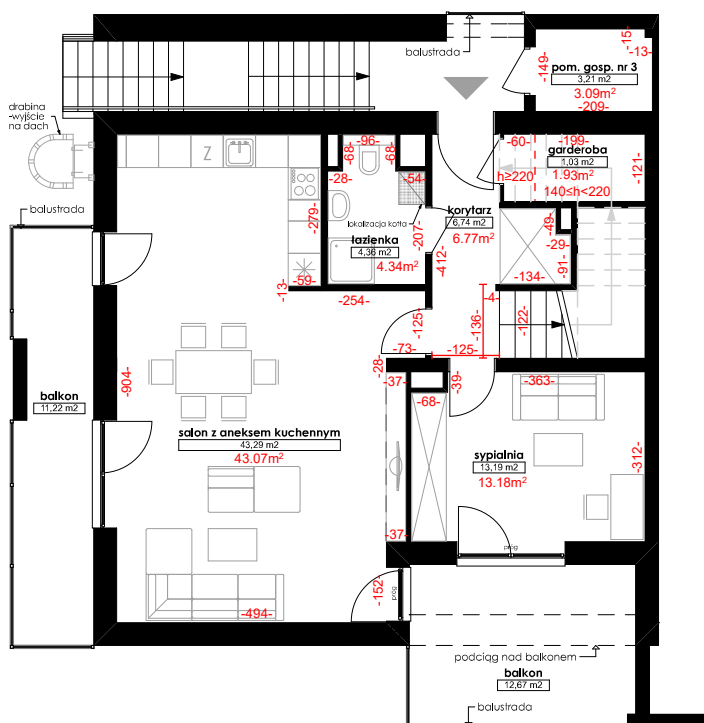 balustrada
-15-
-13-
-149-
pom. gosp. nr 3
3,21 m2
3.09m²
-209-
drabina
-wyjście
na dach
Z
-96-
-68-
-68-
-28-
-54-
-60-
-199-
garderoba
1,03 m2
1.93m²
h≥220
140≤h<220
-121-
balustrada
-279-
lokalizacja kotła
-207-
łazienka
4,36 m2
4.34m²
korytarz
6,74 m2
6.77m²
-49-
-29-
-91-
-412-
-134-
-59-
-13-
-254-
-4-
-125-
-136-
-122-
-73-
-125-
-28-
-37-
-39-
-363-
-68-
-904-
balkon
11,22 m2
salon z aneksem kuchennym
43,29 m2
43.07m²
sypialnia
13,19 m2
13.18m²
-312-
-37-
próg
-152-
próg
-494-
podciąg nad balkonem
balkon
12,67 m2
balustrada